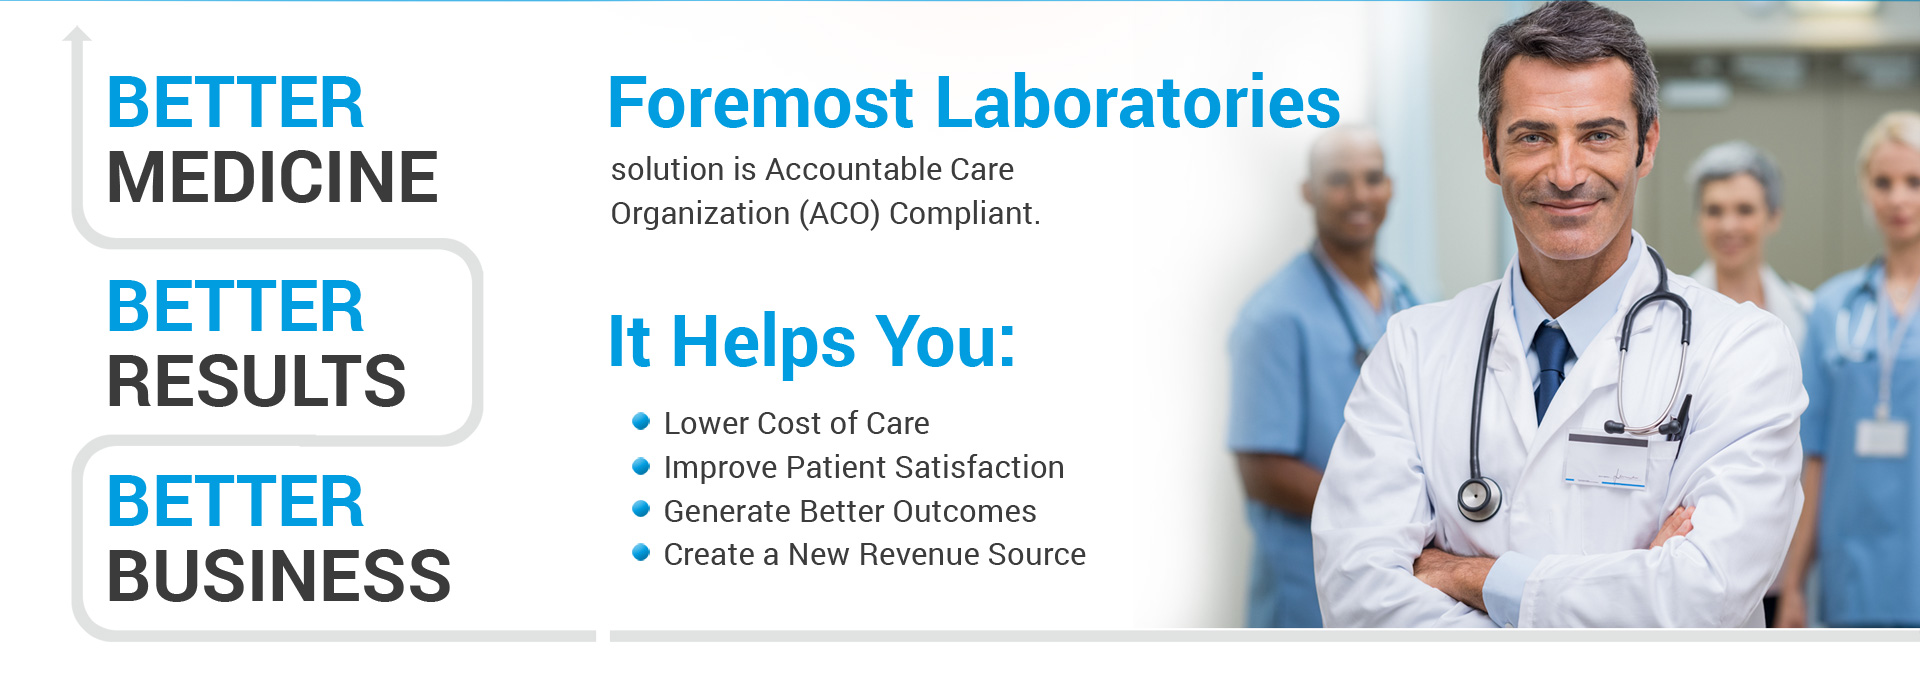 BETTER
MEDICINE
BETTER
RESULTS
BETTER
BUSINESS
Foremost Laboratories
solution is Accountable Care
Organization (ACO) Compliant.
It Helps You:
Lower Cost of Care
Improve Patient Satisfaction
Generate Better Outcomes
Create a New Revenue Source